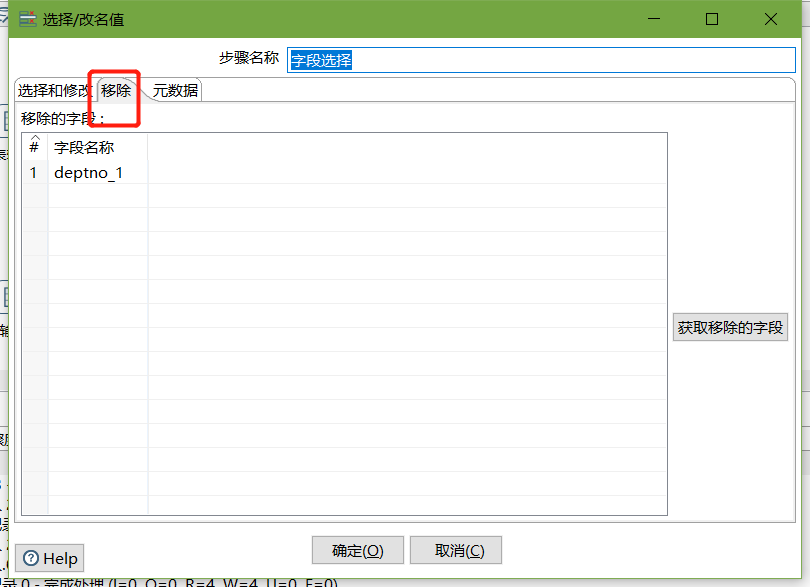 选择/改名值
步骤名称 字段选择
选择和修改 移除 元数据
移除的字段 :
# 字段名称
1 deptno_1
获取移除的字段
确定(O) 取消(C)
Help
录 0 - 完成处理 (I=0, O=0, R=4, W=4, U=0, E=0)